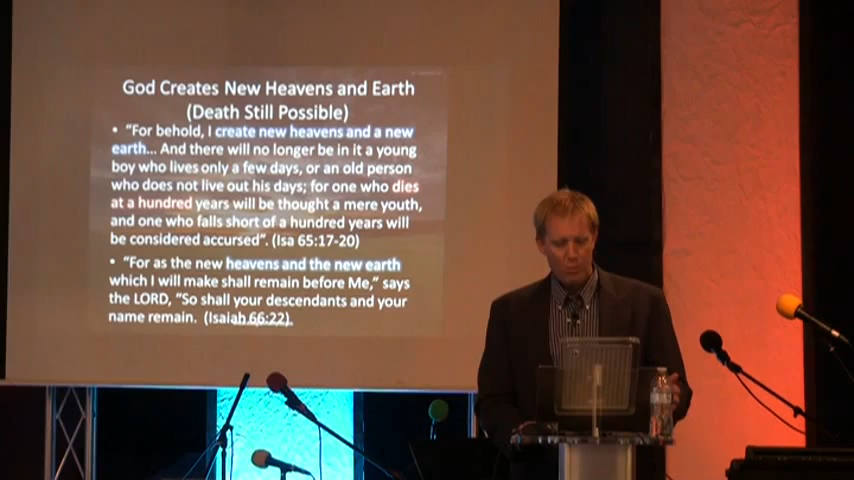 God Creates New Heavens and Earth
(Death Still Possible)
• "For behold, I create new heavens and a new
earth... And there will no longer be in it a young
boy who lives only a few days, or an old person
who does not live out his days; for one who dies
at a hundred years will be thought a mere youth,
and one who falls short of a hundred years will
be considered accursed". (Isa 65:17-20)
• "For as the new heavens and the new earth
which I will make shall remain before Me," says
the LORD, "So shall your descendants and your
name remain. (Isaiah 66:22).